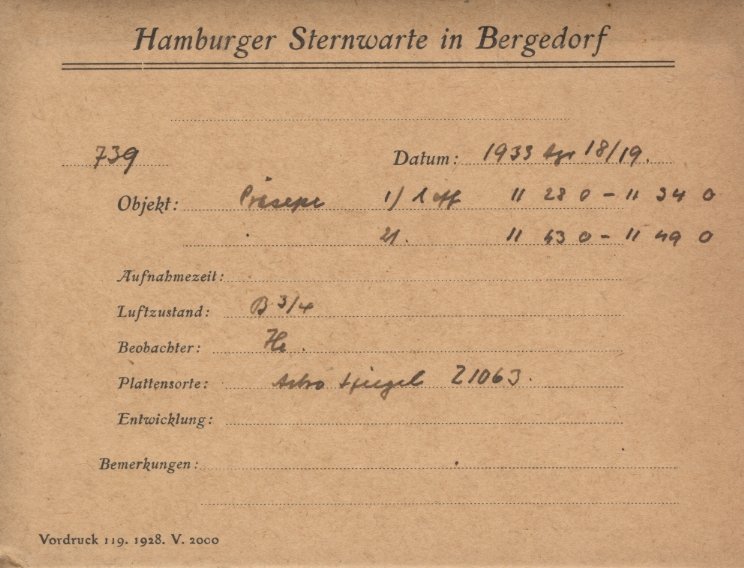 Hamburger Sternwarte in Bergedorf
739 Datum: 1933 Apr 18/19.
Objekt: Präsepe 1/ 1 off 11 28 0 – 11 34 0
2/. 11 43 0 – 11 49 0
Aufnahmezeit:
Luftzustand: B 3/4
Beobachter:
Plattensorte: Astro Spiegel Z1063.
Entwicklung:
Bemerkungen:
Vordruck 119. 1928. V. 2000